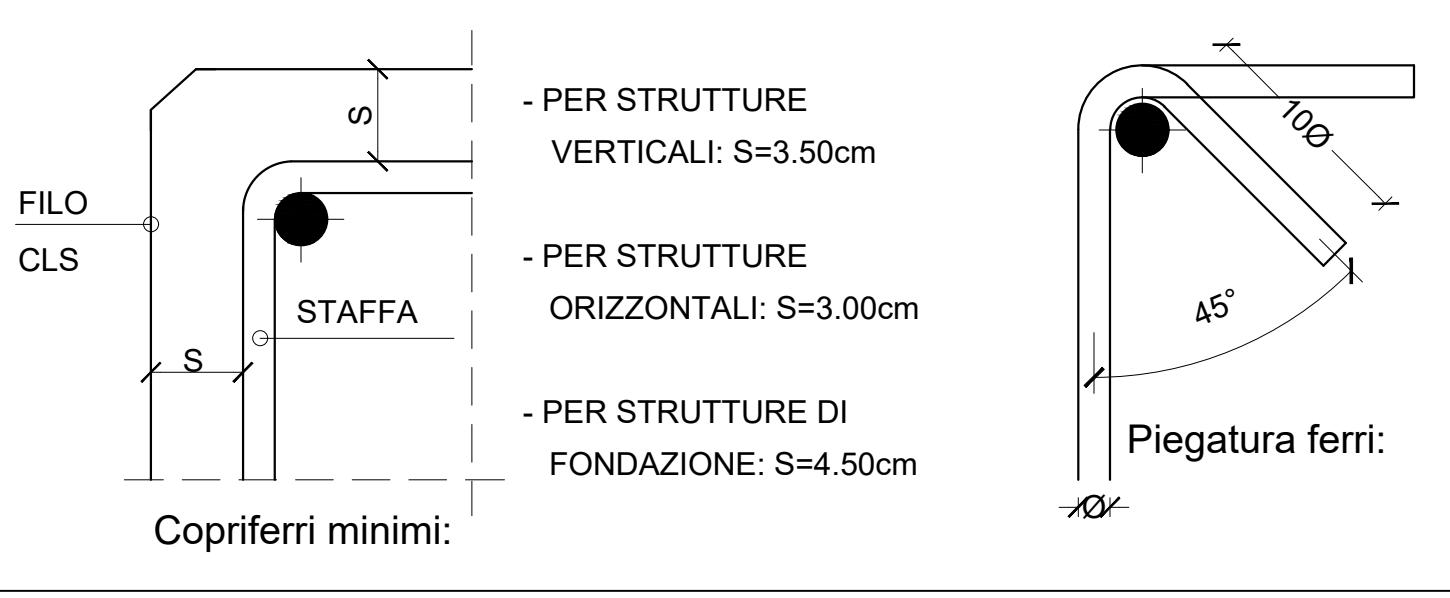 S
- PER STRUTTURE
VERTICALI: S=3.50cm
FILO
CLS
- PER STRUTTURE
ORIZZONTALI: S=3.00cm
STAFFA
S
- PER STRUTTURE DI
FONDAZIONE: S=4.50cm
Copriferri minimi:
10Ø
45°
Piegatura ferri:
Ø